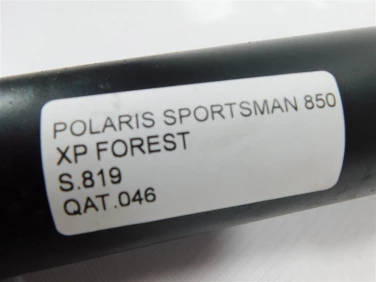 POLARIS SPORTSMAN 850
XP FOREST
S.819
QAT.046